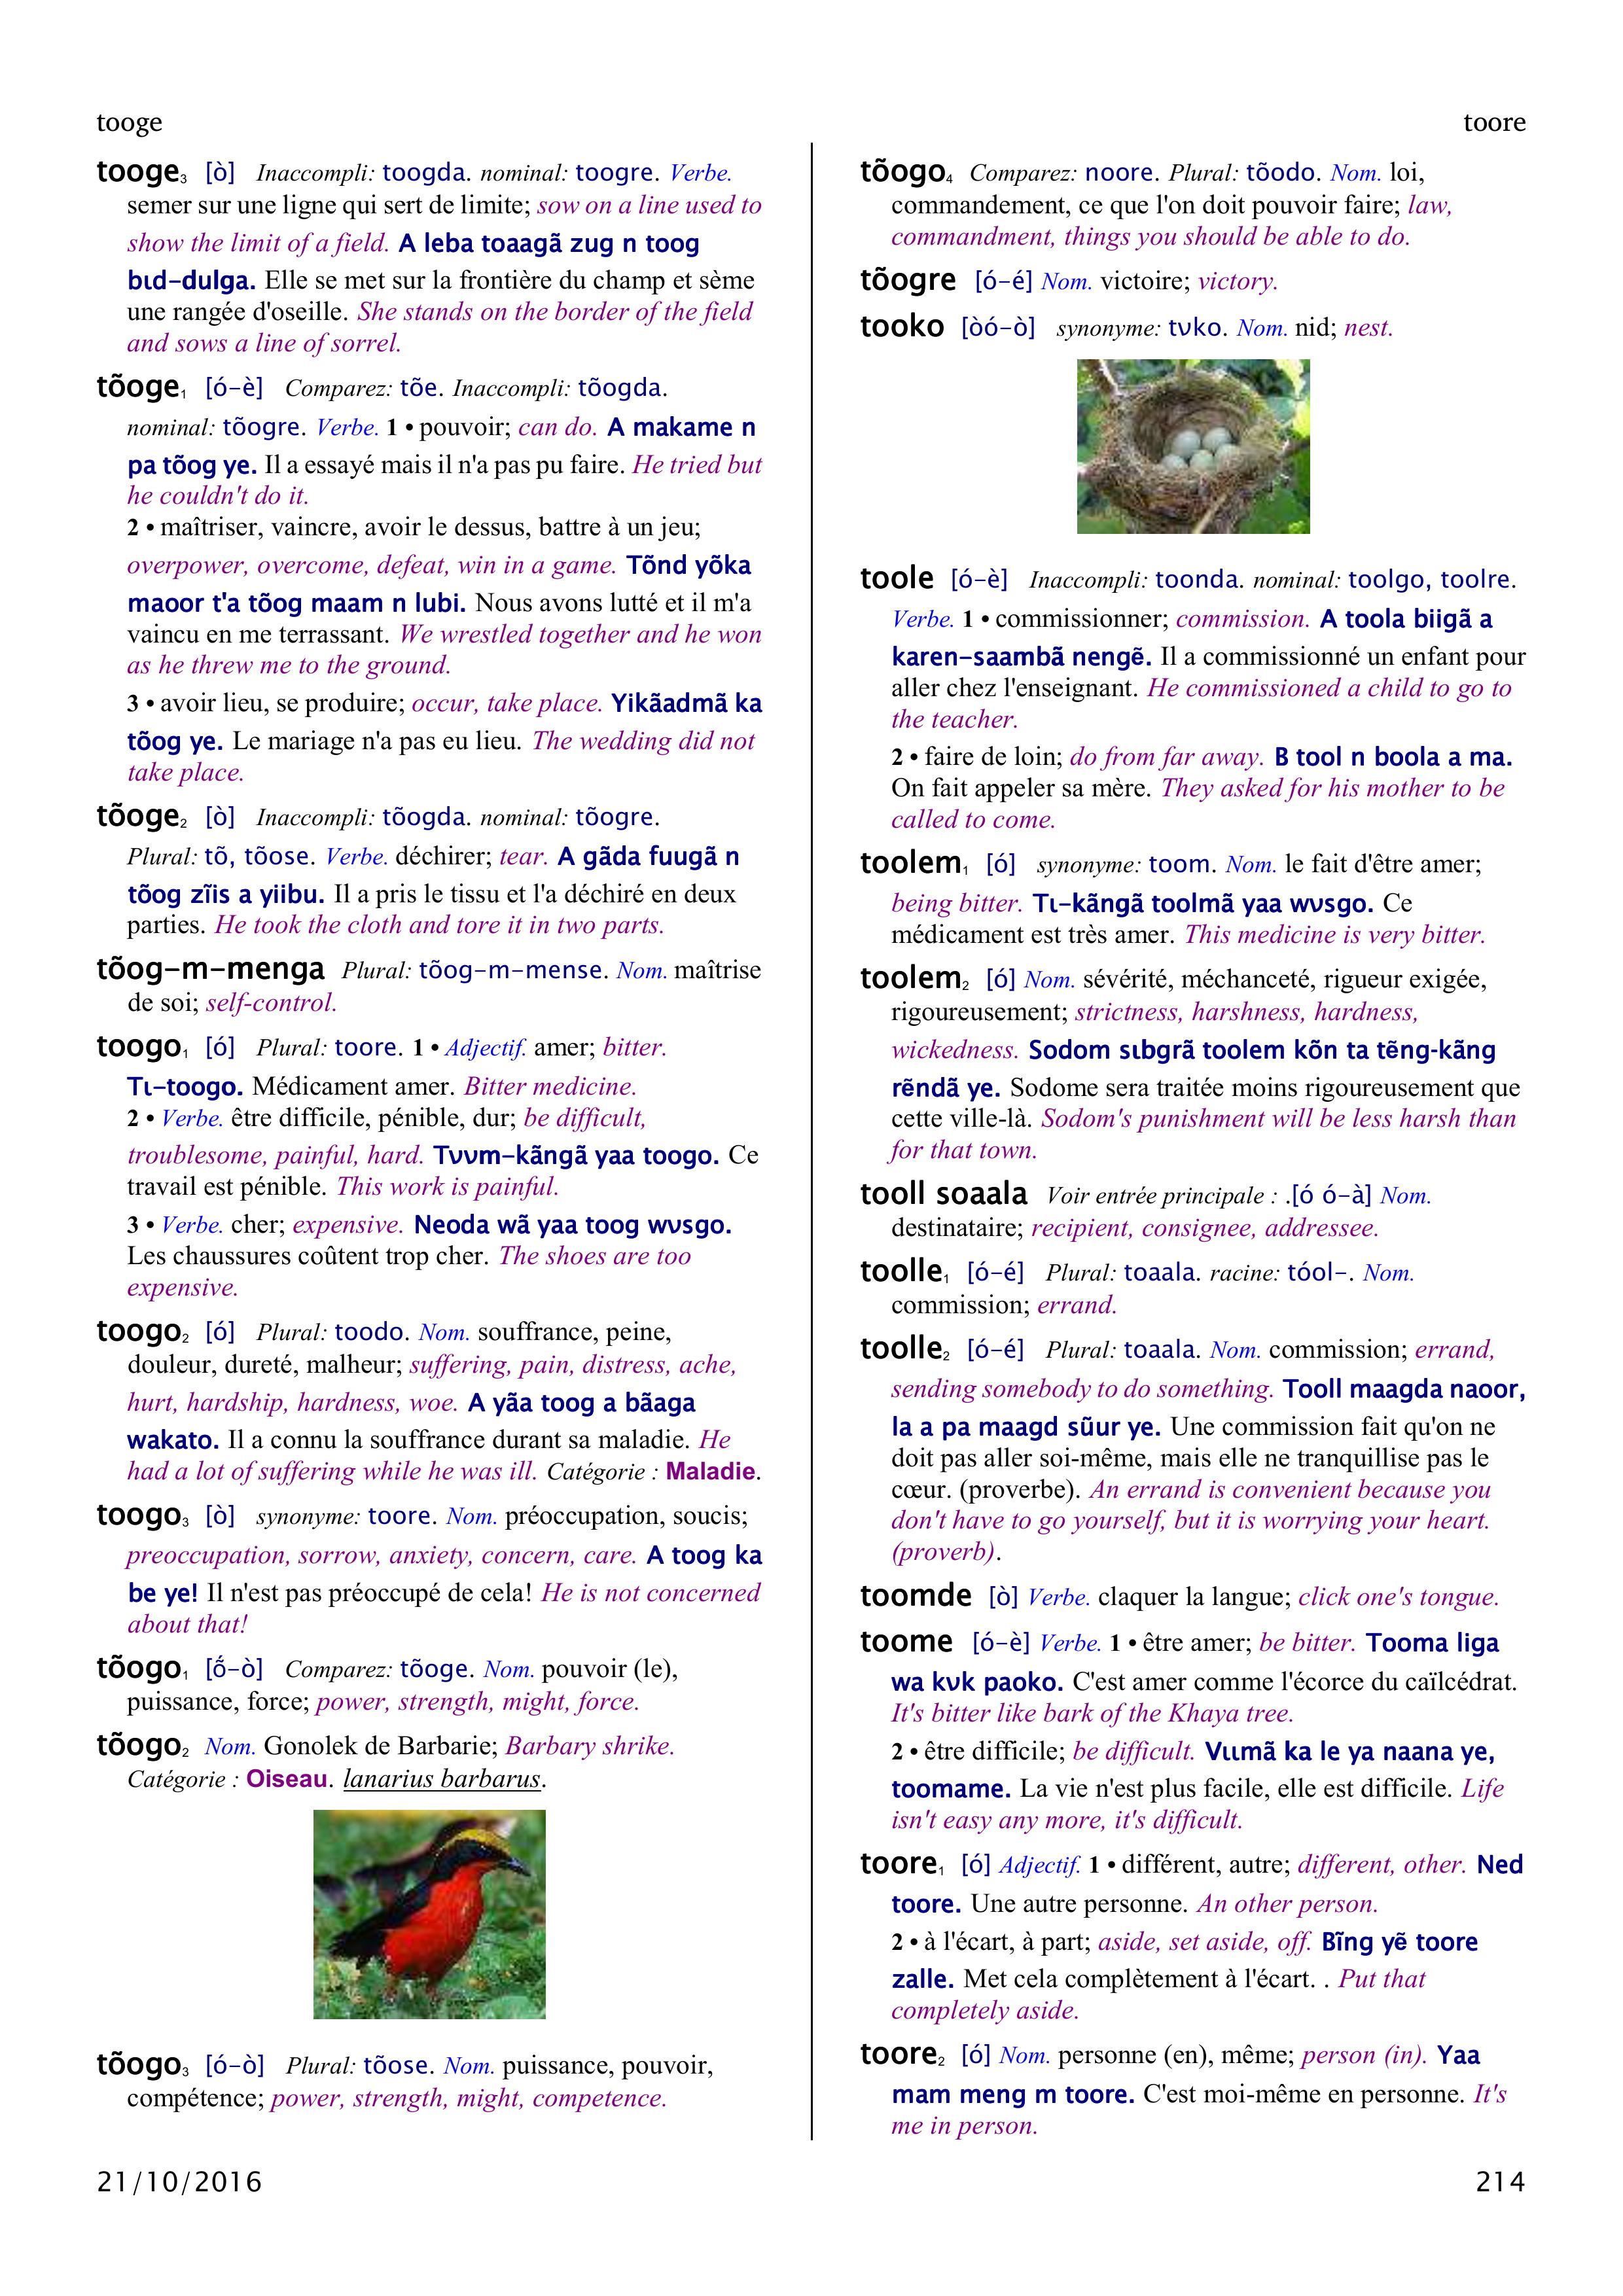 tooge
toore
tooge3 [ò] Inaccompli: toogda. nominal: toogre. Verbe.
semer sur une ligne qui sert de limite; sow on a line used to
show the limit of a field. A leba toaagã zug n toog
bɩd-dulga. Elle se met sur la frontière du champ et sème
une rangée d'oseille. She stands on the border of the field
and sows a line of sorrel.
tõoge1 [ó-è] Comparez: tõe. Inaccompli: tõogda.
nominal: tõogre. Verbe. 1 • pouvoir; can do. A makame n
pa tõog ye. Il a essayé mais il n'a pas pu faire. He tried but
he couldn't do it.
2 • maîtriser, vaincre, avoir le dessus, battre à un jeu;
overpower, overcome, defeat, win in a game. Tõnd yõka
maoor t'a tõog maam n lubi. Nous avons lutté et il m'a
vaincu en me terrassant. We wrestled together and he won
as he threw me to the ground.
3 • avoir lieu, se produire; occur, take place. Yikãadmã ka
tõog ye. Le mariage n'a pas eu lieu. The wedding did not
take place.
tõoge2 [ò] Inaccompli: tõogda. nominal: tõogre.
Plural: tõ, tõose. Verbe. déchirer; tear. A gãda fuugã n
tõog zĩis a yiibu. Il a pris le tissu et l'a déchiré en deux
parties. He took the cloth and tore it in two parts.
tõog-m-menga Plural: tõog-m-mense. Nom. maîtrise
de soi; self-control.
toogo1 [ó] Plural: toore. 1 • Adjectif. amer; bitter.
Tɩ-toogo. Médicament amer. Bitter medicine.
2 • Verbe. être difficile, pénible, dur; be difficult,
troublesome, painful, hard. Tʋʋm-kãngã yaa toogo. Ce
travail est pénible. This work is painful.
3 • Verbe. cher; expensive. Neoda wã yaa toog wʋsgo.
Les chaussures coûtent trop cher. The shoes are too
expensive.
toogo2 [ó] Plural: toodo. Nom. souffrance, peine,
douleur, dureté, malheur; suffering, pain, distress, ache,
hurt, hardship, hardness, woe. A yãa toog a bãaga
wakato. Il a connu la souffrance durant sa maladie. He
had a lot of suffering while he was ill. Catégorie : Maladie.
toogo3 [ò] synonyme: toore. Nom. préoccupation, soucis;
preoccupation, sorrow, anxiety, concern, care. A toog ka
be ye! Il n'est pas préoccupé de cela! He is not concerned
about that!
tõogo1 [ṍ-ò] Comparez: tõoge. Nom. pouvoir (le),
puissance, force; power, strength, might, force.
tõogo2 Nom. Gonolek de Barbarie; Barbary shrike.
Catégorie : Oiseau. lanarius barbarus.
tõogo3 [ó-ò] Plural: tõose. Nom. puissance, pouvoir,
compétence; power, strength, might, competence.
tõogo4 Comparez: noore. Plural: tõodo. Nom. loi,
commandement, ce que l'on doit pouvoir faire; law,
commandment, things you should be able to do.
tõogre [ó-é] Nom. victoire; victory.
tooko [òó-ò] synonyme: tʋko. Nom. nid; nest.
toole [ó-è] Inaccompli: toonda. nominal: toolgo, toolre.
Verbe. 1 • commissionner; commission. A toola biigã a
karen-saambã nengẽ. Il a commissionné un enfant pour
aller chez l'enseignant. He commissioned a child to go to
the teacher.
2 • faire de loin; do from far away. B tool n boola a ma.
On fait appeler sa mère. They asked for his mother to be
called to come.
toolem1 [ó] synonyme: toom. Nom. le fait d'être amer;
being bitter. Tɩ-kãngã toolmã yaa wʋsgo. Ce
médicament est très amer. This medicine is very bitter.
toolem2 [ó] Nom. sévérité, méchanceté, rigueur exigée,
rigoureusement; strictness, harshness, hardness,
wickedness. Sodom sɩbgrã toolem kõn ta tẽng-kãng
rẽndã ye. Sodome sera traitée moins rigoureusement que
cette ville-là. Sodom's punishment will be less harsh than
for that town.
tooll soaala Voir entrée principale : .[ó ó-à] Nom.
destinataire; recipient, consignee, addressee.
toolle1 [ó-é] Plural: toaala. racine: tóol-. Nom.
commission; errand.
toolle2 [ó-é] Plural: toaala. Nom. commission; errand,
sending somebody to do something. Tooll maagda naoor,
la a pa maagd sũur ye. Une commission fait qu'on ne
doit pas aller soi-même, mais elle ne tranquillise pas le
cœur. (proverbe). An errand is convenient because you
don't have to go yourself, but it is worrying your heart.
(proverb).
toomde [ò] Verbe. claquer la langue; click one's tongue.
toome [ó-è] Verbe. 1 • être amer; be bitter. Tooma liga
wa kʋk paoko. C'est amer comme l'écorce du caïlcédrat.
It's bitter like bark of the Khaya tree.
2 • être difficile; be difficult. Vɩɩmã ka le ya naana ye,
toomame. La vie n'est plus facile, elle est difficile. Life
isn't easy any more, it's difficult.
toore1 [ó] Adjectif. 1 • différent, autre; different, other. Ned
toore. Une autre personne. An other person.
2 • à l'écart, à part; aside, set aside, off. Bĩng yẽ toore
zalle. Met cela complètement à l'écart. . Put that
completely aside.
toore2 [ó] Nom. personne (en), même; person (in). Yaa
mam meng m toore. C'est moi-même en personne. It's
me in person.
21/10/2016
214